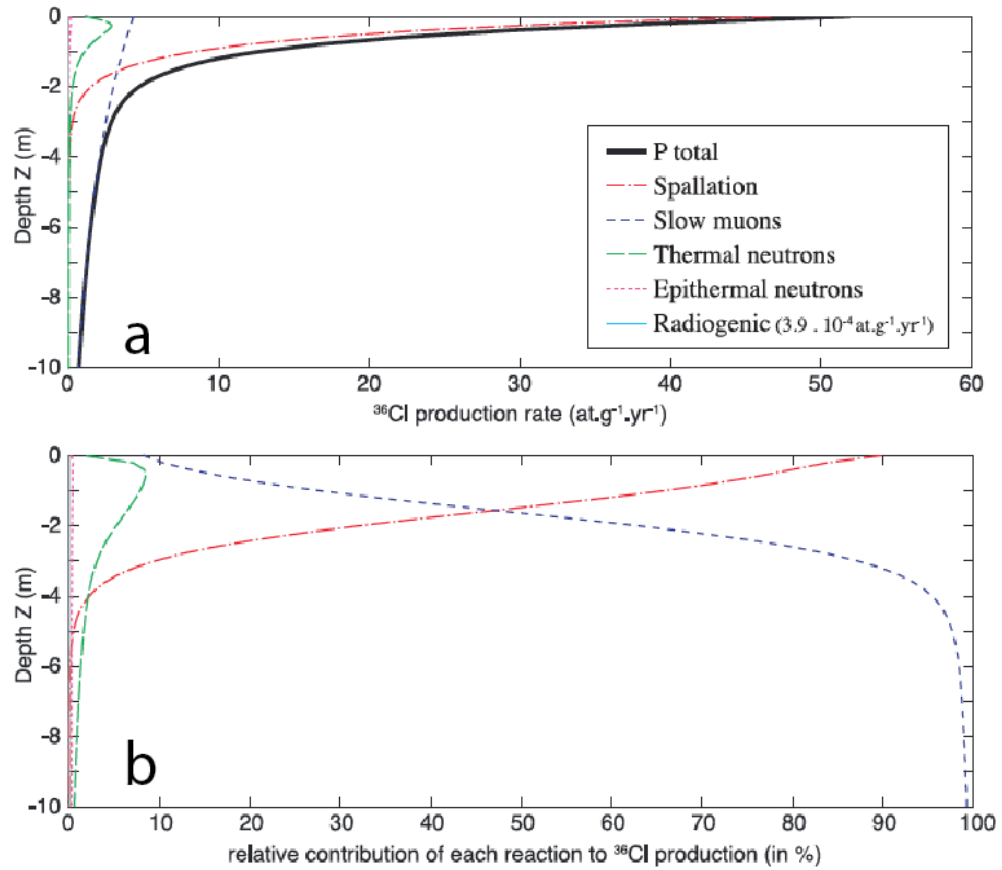 0
-2
-4
-6
-8
-10
Depth Z (m)
a
P total
Spallation
Slow muons
Thermal neutrons
Epithermal neutrons
Radiogenic (3.9 . 10⁻⁴ at.g⁻¹.yr⁻¹)
0 10 20 30 40 50 60
³⁶Cl production rate (at.g⁻¹.yr⁻¹)
0
-2
-4
-6
-8
-10
Depth Z (m)
b
0 10 20 30 40 50 60 70 80 90 100
relative contribution of each reaction to ³⁶Cl production (in %)